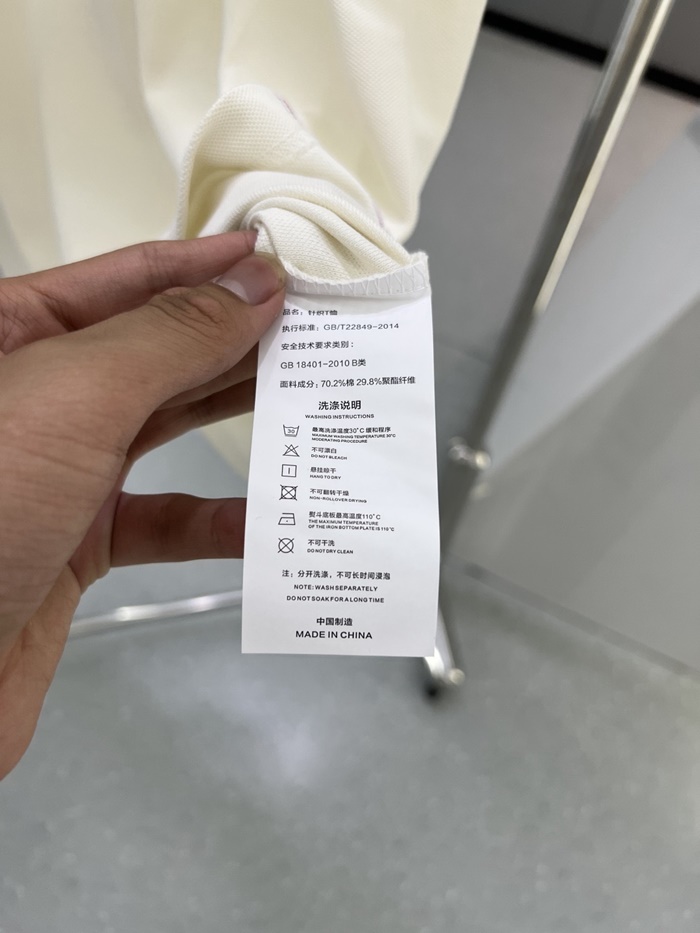 品名：针织T恤
执行标准：GB/T22849-2014
安全技术要求类别：
GB 18401-2010 B类
面料成分：70.2%棉 29.8%聚酯纤维
洗涤说明
WASHING INSTRUCTIONS
30
最高洗涤温度30°C 缓和程序
MAXIMUM WASHING TEMPERATURE 30°C
MODERATING PROCEDURE
不可漂白
DO NOT BLEACH
悬挂晾干
HANG TO DRY
不可翻转干燥
NON-ROLLOVER DRYING
熨斗底板最高温度110°C
THE MAXIMUM TEMPERATURE
OF THE IRON BOTTOM PLATE IS 110°C
不可干洗
DO NOT DRY CLEAN
注：分开洗涤，不可长时间浸泡
NOTE: WASH SEPARATELY
DO NOT SOAK FOR A LONG TIME
中国制造
MADE IN CHINA